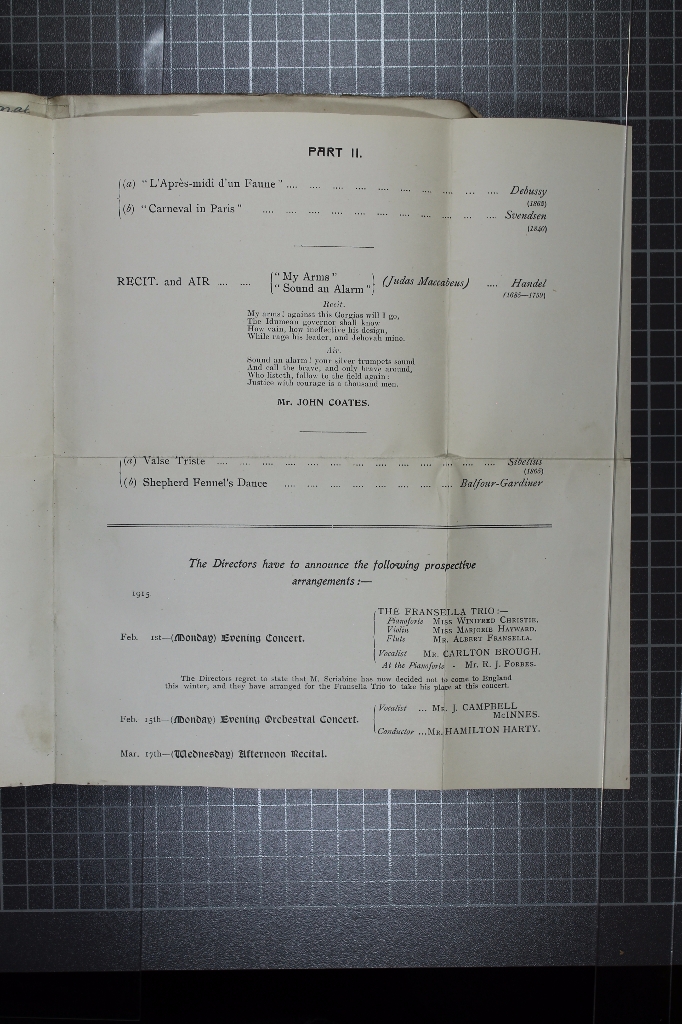 PART II.
(a) "L'Après-midi d'un Faune" .... .... .... .... .... .... .... .... ... .... Debussy
(1862)
(b) "Carneval in Paris" .... .... .... .... .... .... .... .... .... .... .... Svendsen
(1840)
RECIT. and AIR .... .... "My Arms" "Sound an Alarm" (Judas Maccabeus) .... Handel
(1685—1759)
Recit.
My arms! against this Gorgias will I go,
The Idumean governor shall know
How vain, how ineffective his design,
While rage his leader, and Jehovah mine.
Air.
Sound an alarm! your silver trumpets sound
And call the brave, and only brave around,
Who listeth, follow to the field again:
Justice with courage is a thousand men.
Mr. JOHN COATES.
(a) Valse Triste .... .... .... .... .... .... .... .... .... .... .... .... .... Sibelius
(1865)
(b) Shepherd Fennel's Dance .... .... .... .... .... .... .... .... Balfour-Gardiner
The Directors have to announce the following prospective
arrangements:—
1915
THE FRANSELLA TRIO:—
Pianoforte Miss Winifred Christie.
Violin Miss Marjorie Hayward.
Feb. 1st—(Monday) Evening Concert. Flute Mr. Albert Fransella.
Vocalist Mr. CARLTON BROUGH.
At the Pianoforte - Mr. R. J. Forbes.
The Directors regret to state that M. Scriabine has now decided not to come to England
this winter, and they have arranged for the Fransella Trio to take his place at this concert.
Feb. 15th—(Monday) Evening Orchestral Concert. Vocalist ... Mr. J. CAMPBELL
McINNES.
Conductor ...Mr. HAMILTON HARTY.
Mar. 17th—(Wednesday) Afternoon Recital.